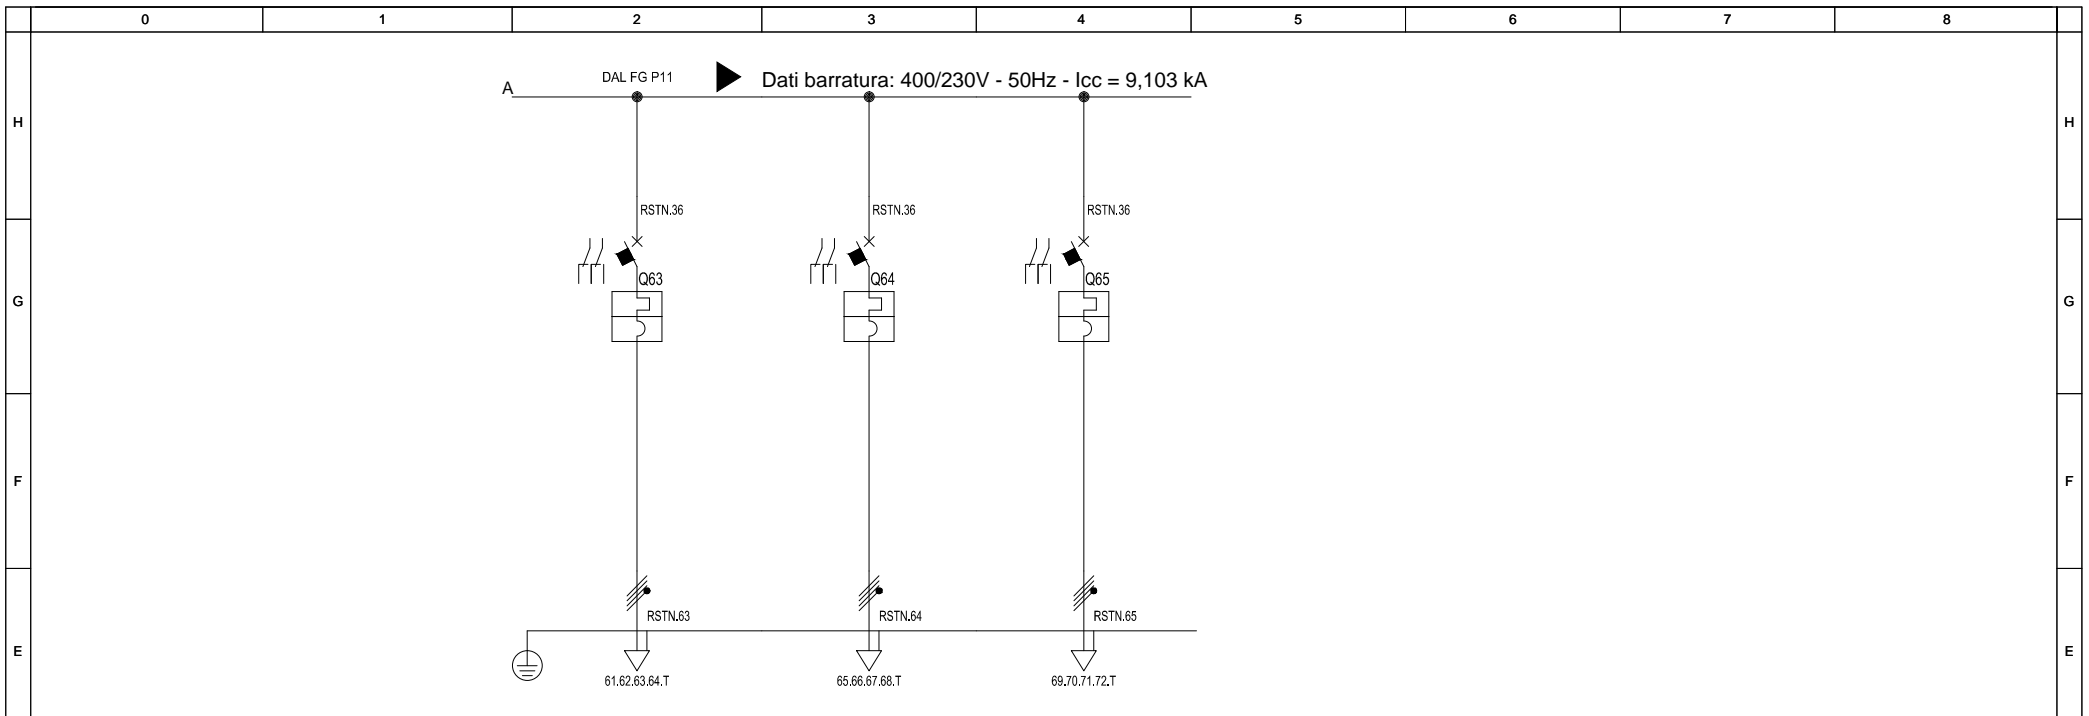 0 1 2 3 4 5 6 7 8
DAL FG P11 Dati barratura: 400/230V - 50Hz - Icc = 9,103 kA
A
H H
RSTN.36 RSTN.36 RSTN.36
Q63 Q64 Q65
G G
F F
RSTN.63 RSTN.64 RSTN.65
E E
61.62.63.64.T 65.66.67.68.T 69.70.71.72.T